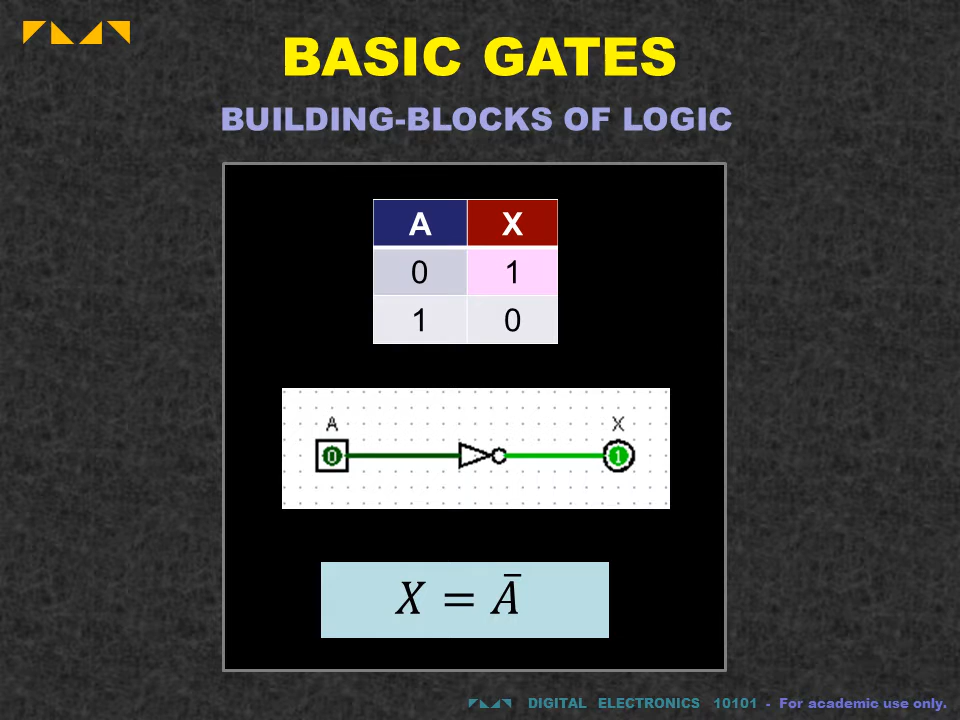 BASIC GATES
BUILDING-BLOCKS OF LOGIC
A X
0 1
1 0
A X
0 1
X = Ā
DIGITAL ELECTRONICS 10101 - For academic use only.